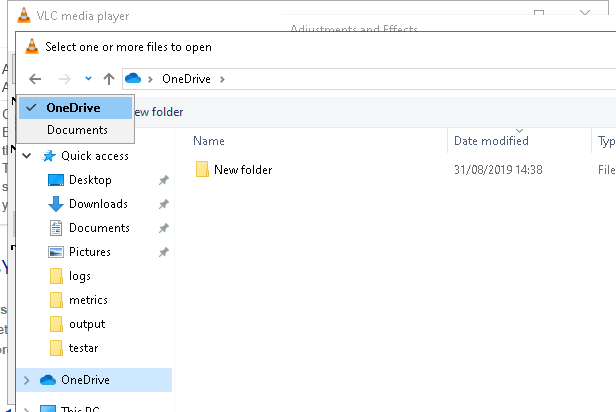 VLC media player
Adjustments and Effects
Select one or more files to open
OneDrive
OneDrive
Documents
ew folder
Name
Date modified
Typ
Quick access
New folder
31/08/2019 14:38
File
Desktop
Downloads
Documents
Pictures
logs
metrics
output
testar
OneDrive
This PC